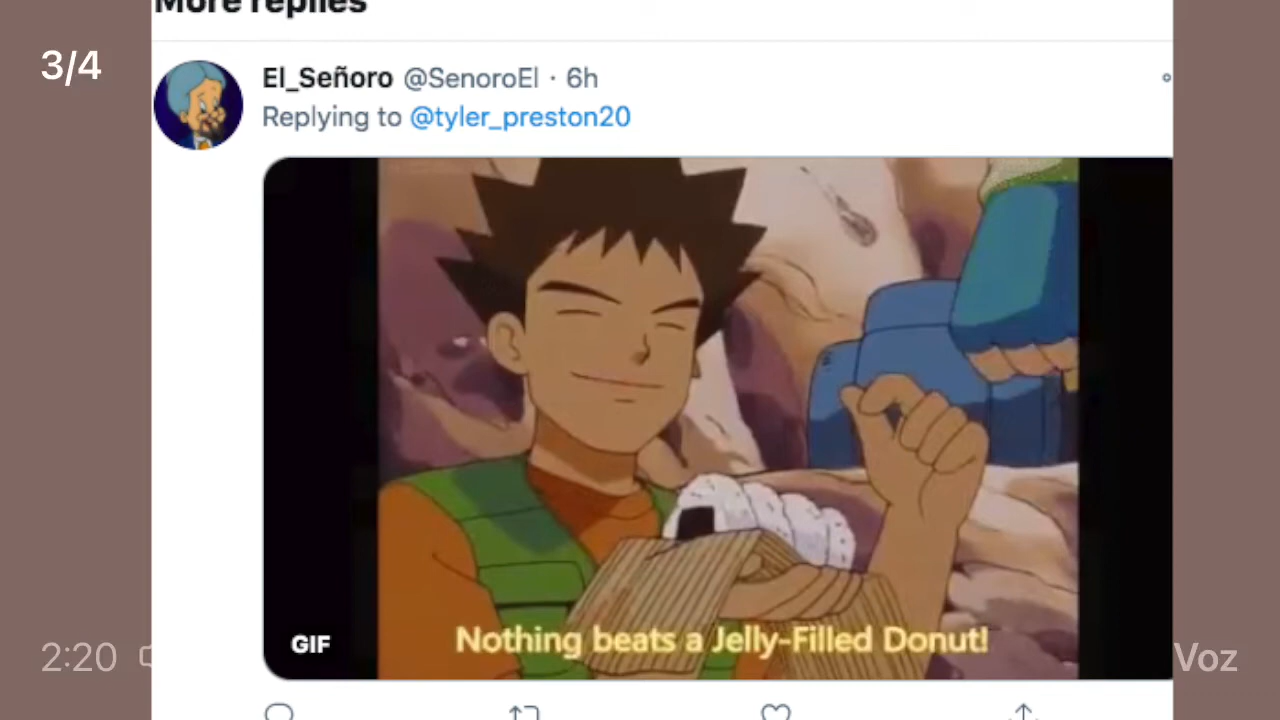 More replies
3/4
El_Señoro @SenoroEl · 6h
Replying to @tyler_preston20
GIF
Nothing beats a Jelly-Filled Donut!
2:20
Voz